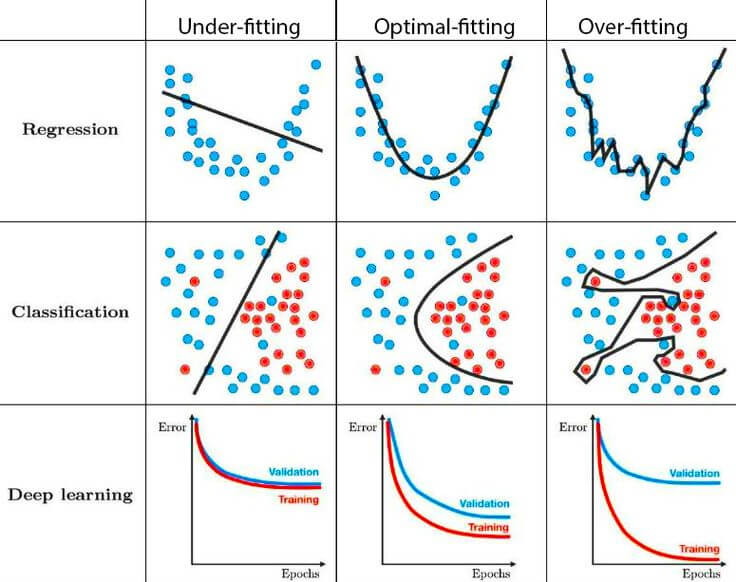 Under-fitting
Optimal-fitting
Over-fitting
Regression
Classification
Deep learning
Error
Validation
Training
Epochs
Error
Validation
Training
Epochs
Error
Validation
Training
Epochs